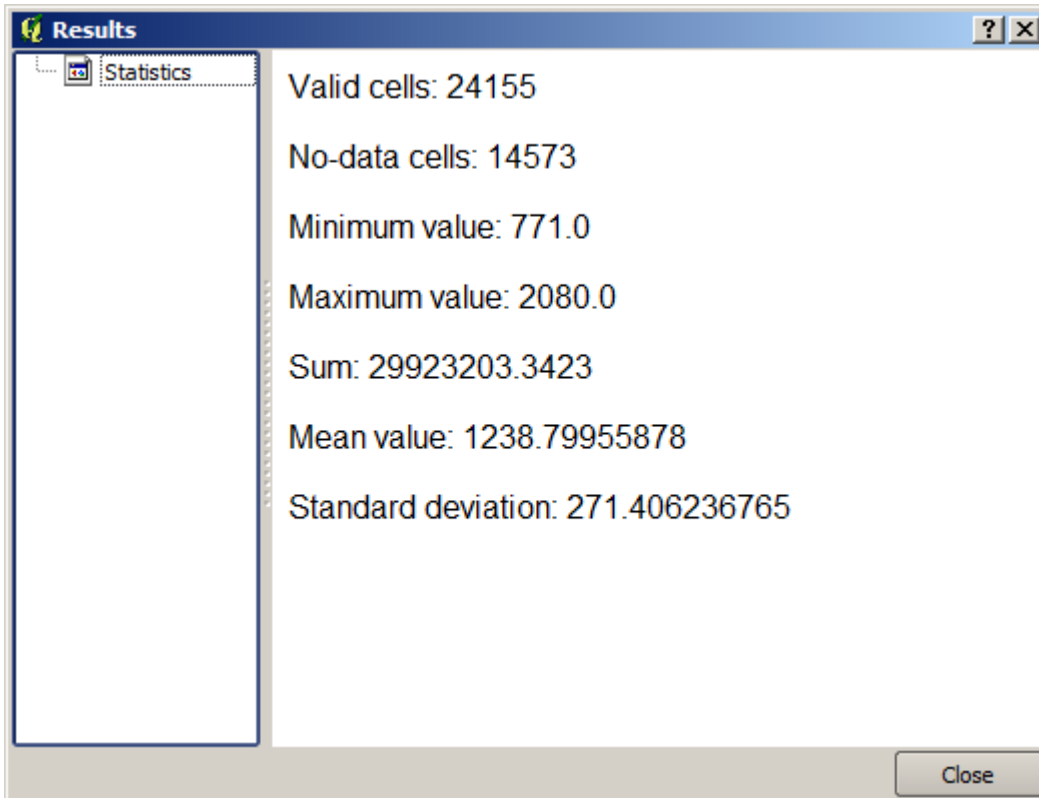 Results
Statistics
Valid cells: 24155
No-data cells: 14573
Minimum value: 771.0
Maximum value: 2080.0
Sum: 29923203.3423
Mean value: 1238.79955878
Standard deviation: 271.406236765
Close